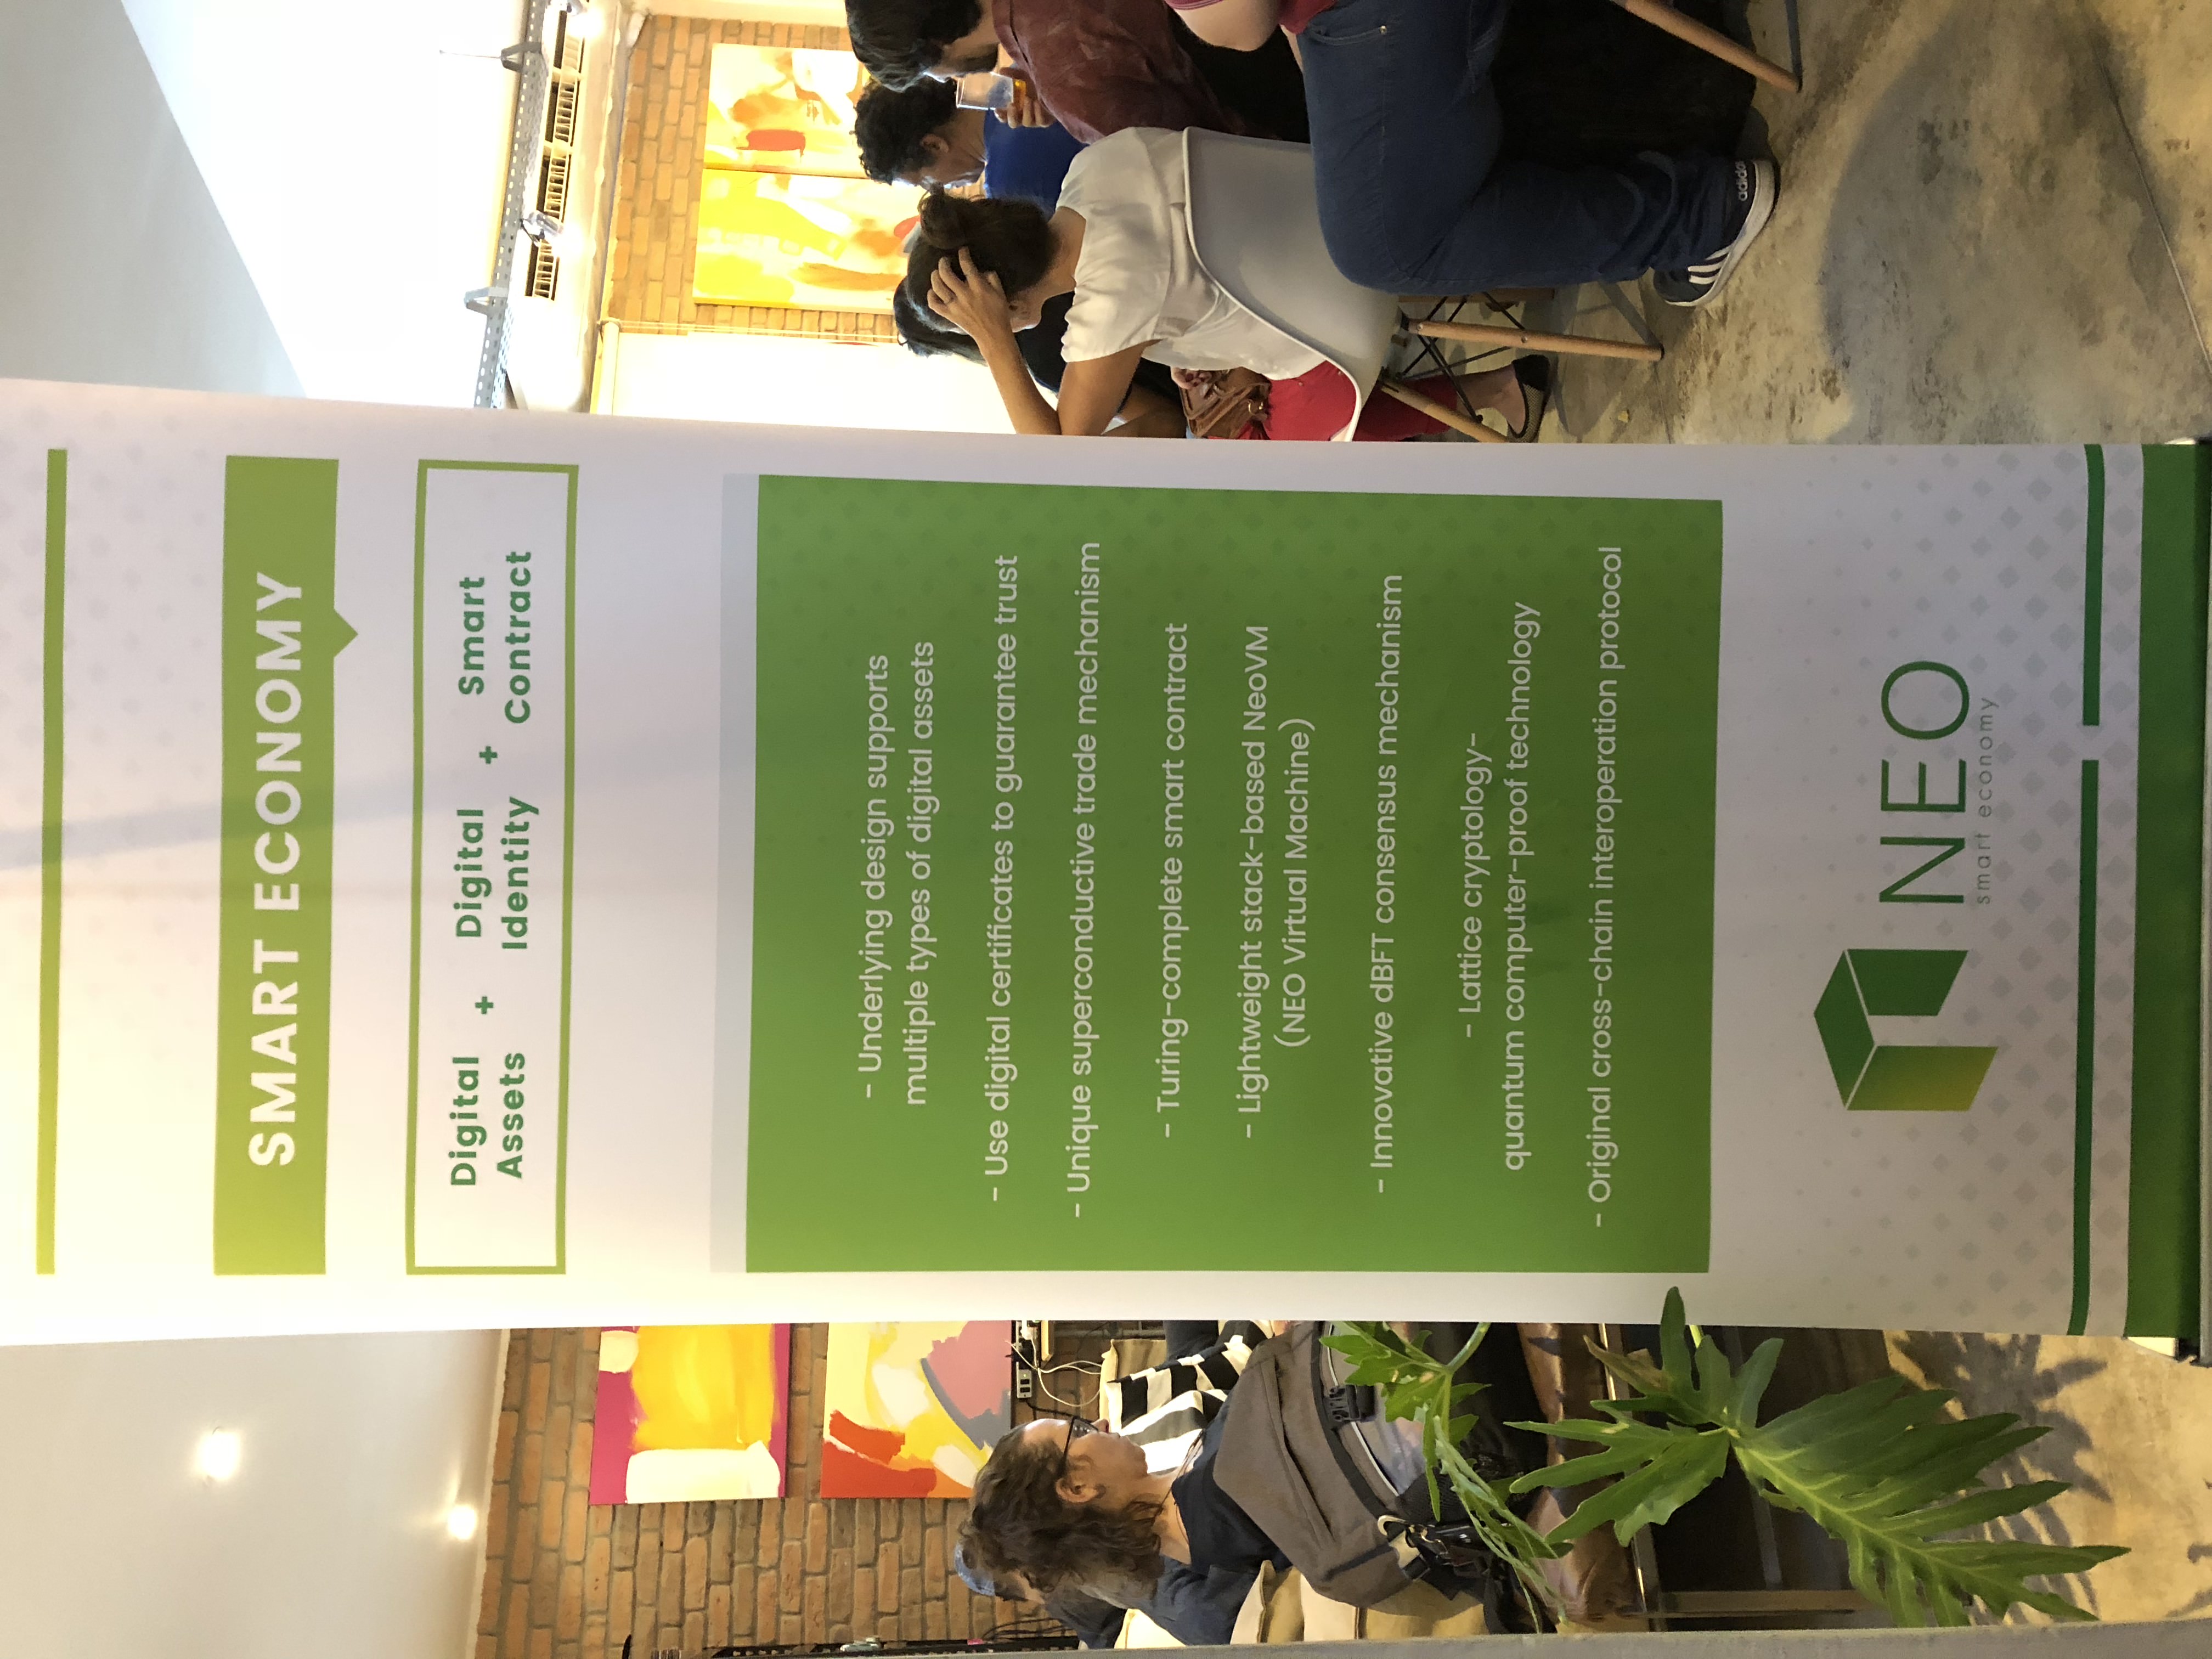 SMART ECONOMY
Digital Assets + Digital Identity + Smart Contract
- Underlying design supports
multiple types of digital assets
- Use digital certificates to guarantee trust
- Unique superconductive trade mechanism
- Turing-complete smart contract
- Lightweight stack-based NeoVM
(NEO Virtual Machine)
- Innovative dBFT consensus mechanism
- Lattice cryptology-
quantum computer-proof technology
- Original cross-chain interoperation protocol
NEO
smart economy
adidas